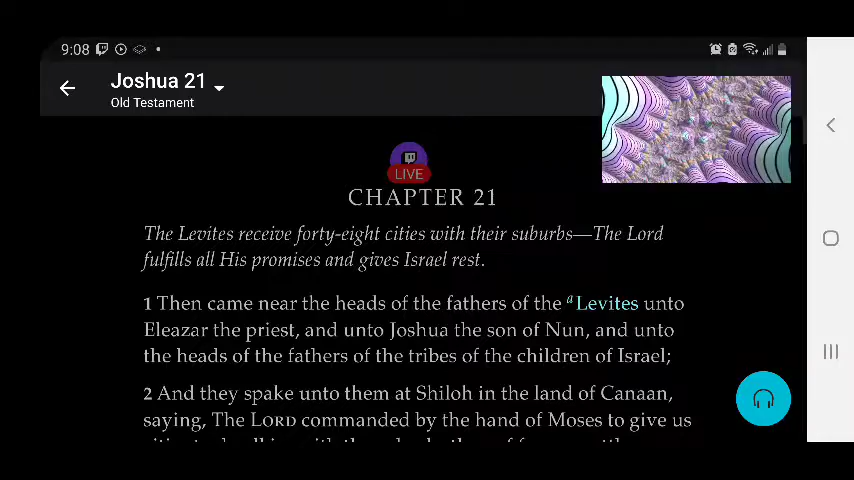 9:08
Joshua 21
Old Testament
LIVE
CHAPTER 21
The Levites receive forty-eight cities with their suburbs—The Lord
fulfills all His promises and gives Israel rest.
1 Then came near the heads of the fathers of the a Levites unto
Eleazar the priest, and unto Joshua the son of Nun, and unto
the heads of the fathers of the tribes of the children of Israel;
2 And they spake unto them at Shiloh in the land of Canaan,
saying, The LORD commanded by the hand of Moses to give us